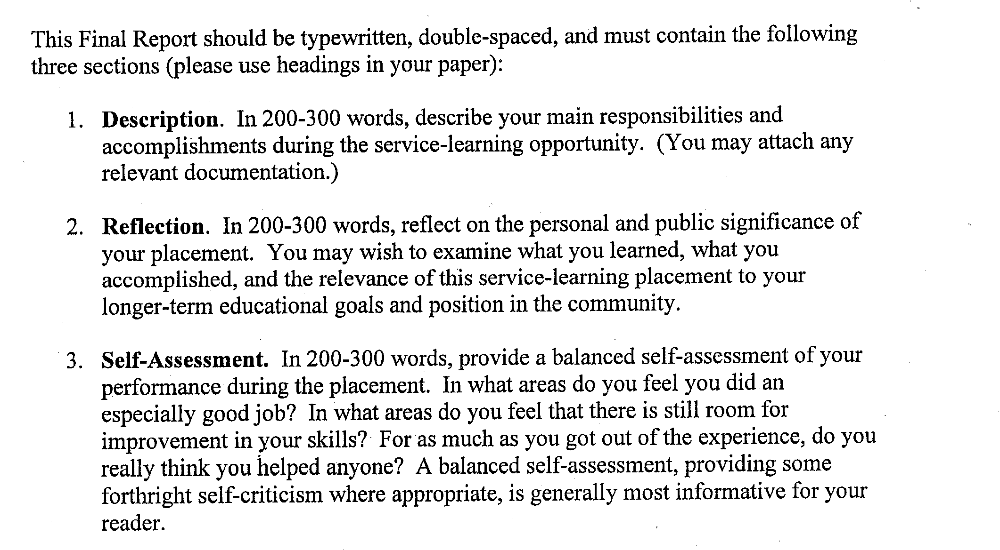 This Final Report should be typewritten, double-spaced, and must contain the following
three sections (please use headings in your paper):
1. Description. In 200-300 words, describe your main responsibilities and
accomplishments during the service-learning opportunity. (You may attach any
relevant documentation.)
2. Reflection. In 200-300 words, reflect on the personal and public significance of
your placement. You may wish to examine what you learned, what you
accomplished, and the relevance of this service-learning placement to your
longer-term educational goals and position in the community.
3. Self-Assessment. In 200-300 words, provide a balanced self-assessment of your
performance during the placement. In what areas do you feel you did an
especially good job? In what areas do you feel that there is still room for
improvement in your skills? For as much as you got out of the experience, do you
really think you helped anyone? A balanced self-assessment, providing some
forthright self-criticism where appropriate, is generally most informative for your
reader.